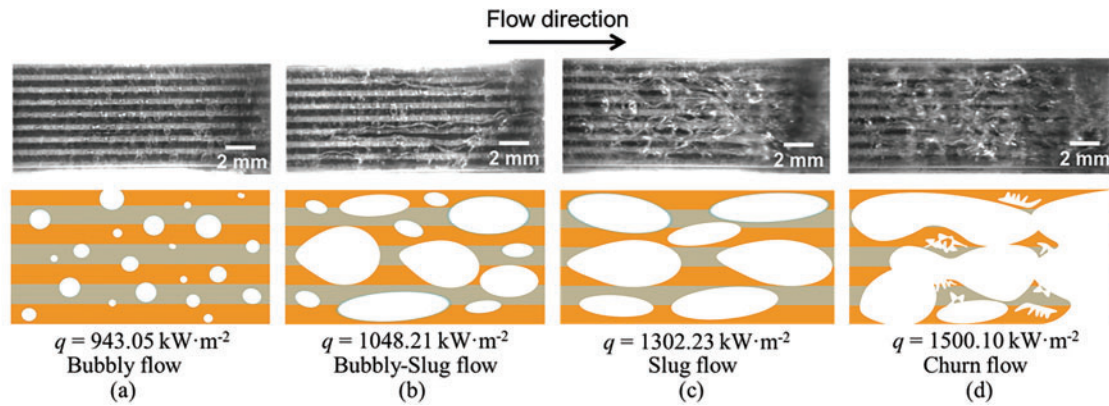 Flow direction
2 mm
2 mm
2 mm
2 mm
q = 943.05 kW·m⁻²
Bubbly flow
(a)
q = 1048.21 kW·m⁻²
Bubbly-Slug flow
(b)
q = 1302.23 kW·m⁻²
Slug flow
(c)
q = 1500.10 kW·m⁻²
Churn flow
(d)